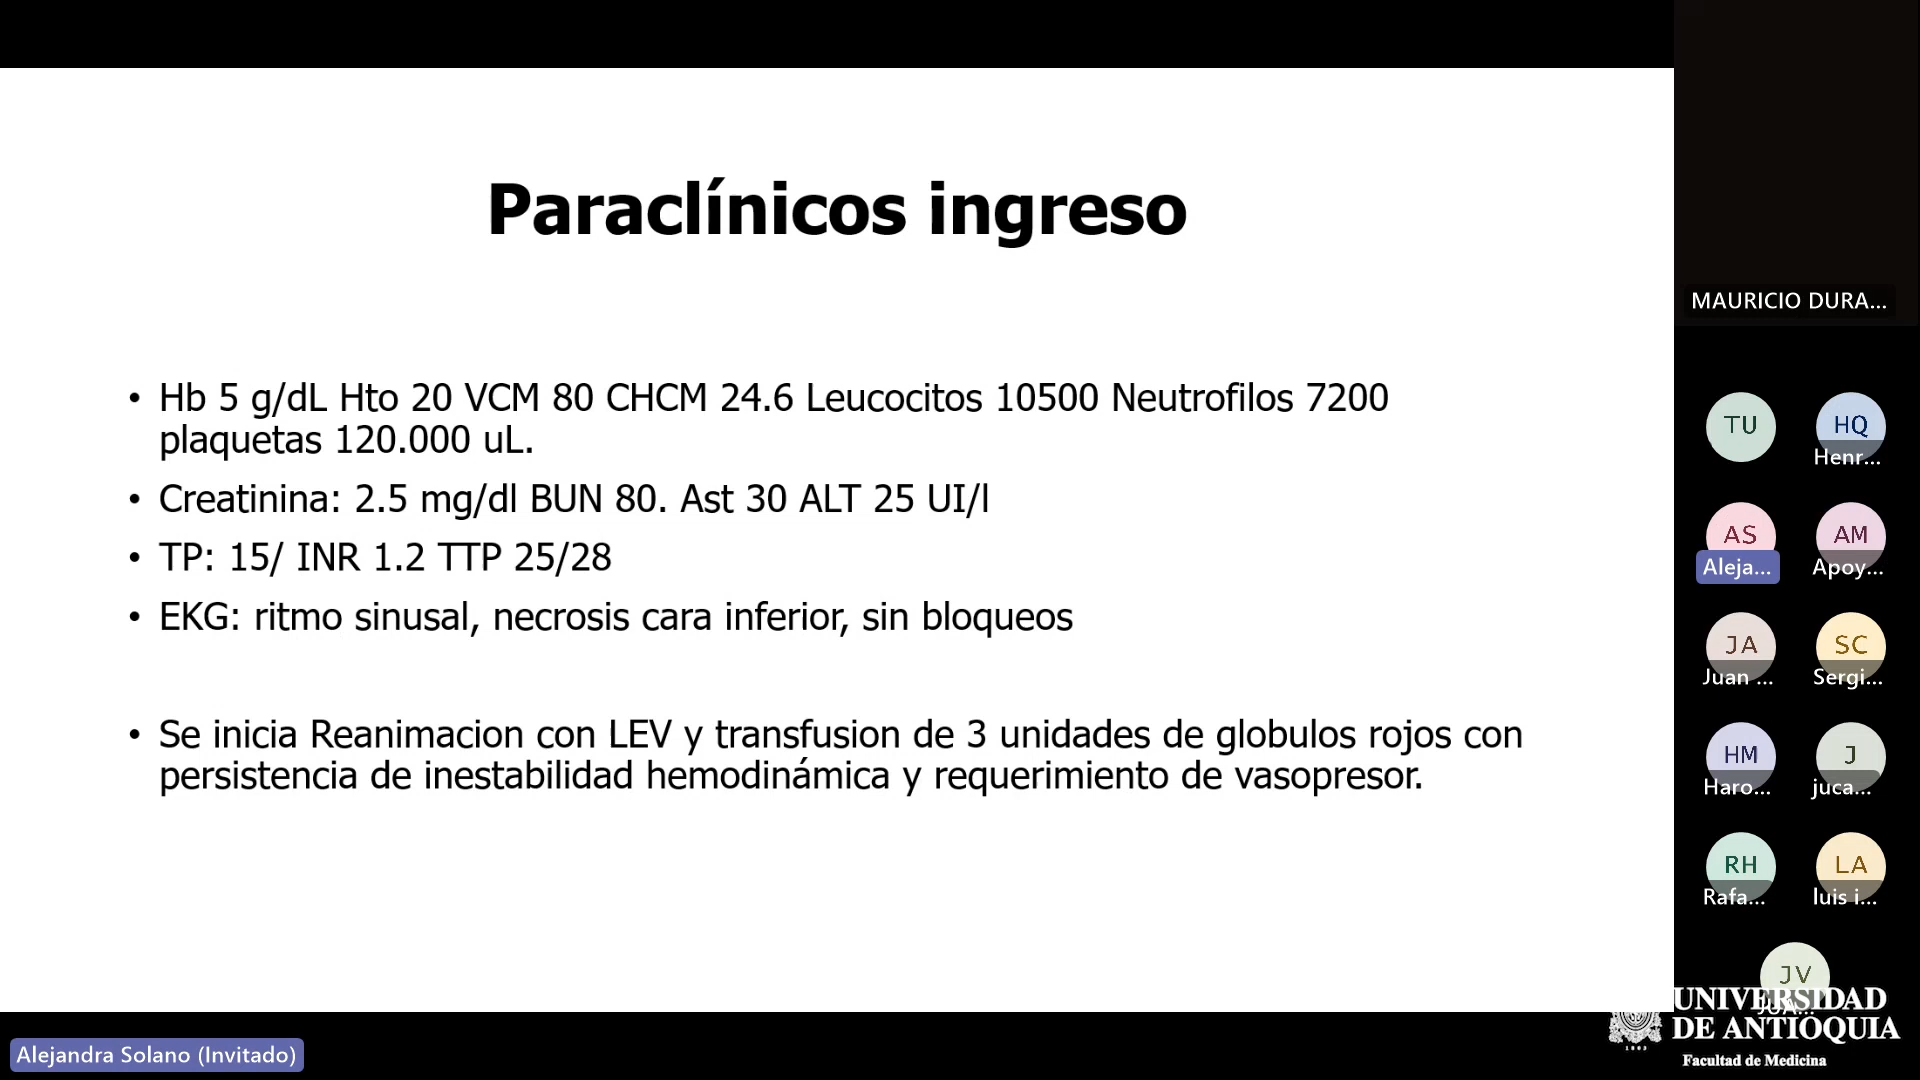 Paraclínicos ingreso
• Hb 5 g/dL Hto 20 VCM 80 CHCM 24.6 Leucocitos 10500 Neutrofilos 7200
plaquetas 120.000 uL.
• Creatinina: 2.5 mg/dl BUN 80. Ast 30 ALT 25 UI/l
• TP: 15/ INR 1.2 TTP 25/28
• EKG: ritmo sinusal, necrosis cara inferior, sin bloqueos
• Se inicia Reanimacion con LEV y transfusion de 3 unidades de globulos rojos con
persistencia de inestabilidad hemodinámica y requerimiento de vasopresor.
MAURICIO DURA...
TU
HQ
Henr...
AS
Aleja...
AM
Apoy...
JA
Juan ...
SC
Sergi...
HM
Haro...
J
juca...
RH
Rafa...
LA
luis i...
JV
UNIVERSIDAD
DE ANTIOQUIA
1803
Facultad de Medicina
Alejandra Solano (Invitado)